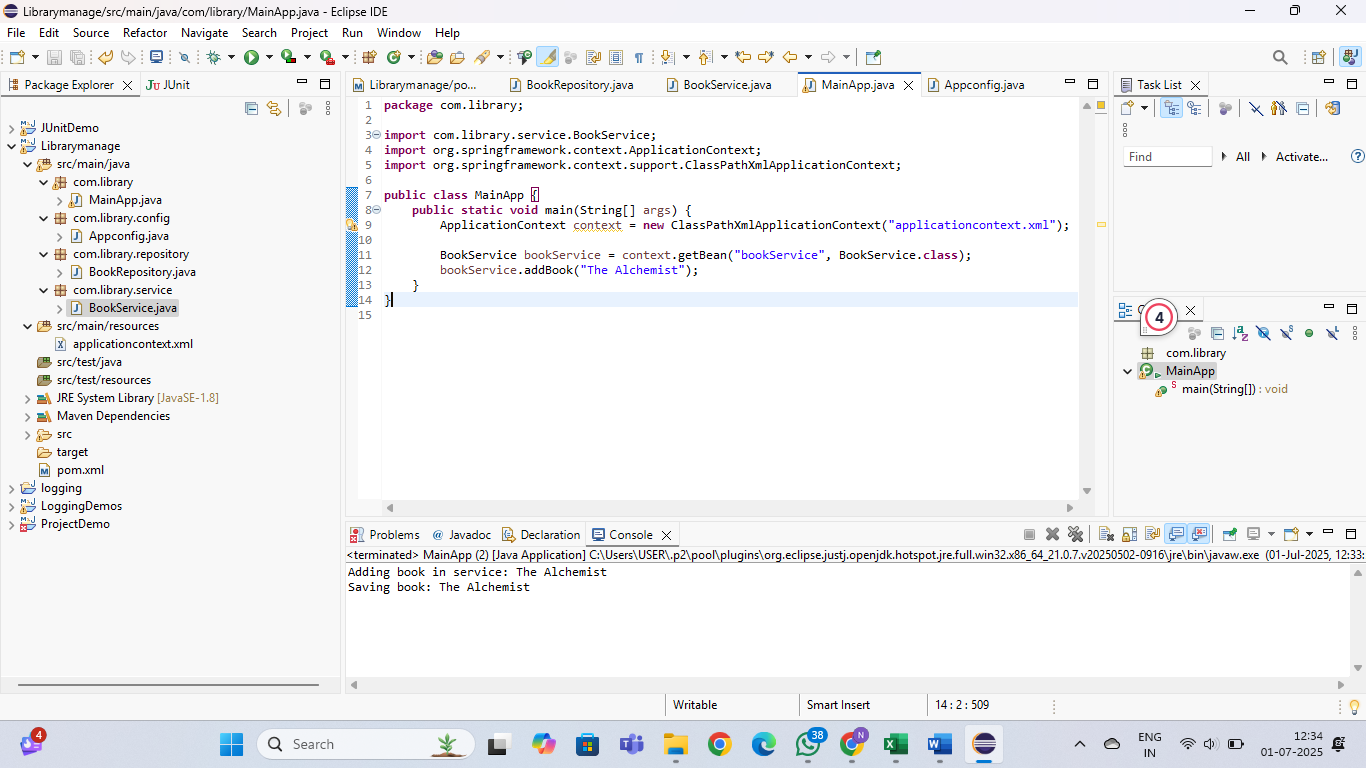 Librarymanage/src/main/java/com/library/MainApp.java - Eclipse IDE
File Edit Source Refactor Navigate Search Project Run Window Help
Package Explorer
JUnit
JUnitDemo
Librarymanage
src/main/java
com.library
MainApp.java
com.library.config
Appconfig.java
com.library.repository
BookRepository.java
com.library.service
BookService.java
src/main/resources
applicationcontext.xml
src/test/java
src/test/resources
JRE System Library [JavaSE-1.8]
Maven Dependencies
src
target
pom.xml
logging
LoggingDemos
ProjectDemo
Librarymanage/po... BookRepository.java BookService.java MainApp.java Appconfig.java
1 package com.library;
2
3 import com.library.service.BookService;
4 import org.springframework.context.ApplicationContext;
5 import org.springframework.context.support.ClassPathXmlApplicationContext;
6
7 public class MainApp {
8 public static void main(String[] args) {
9 ApplicationContext context = new ClassPathXmlApplicationContext("applicationcontext.xml");
10
11 BookService bookService = context.getBean("bookService", BookService.class);
12 bookService.addBook("The Alchemist");
13 }
14 }
15
Task List
Find All Activate...
4
com.library
MainApp
main(String[]) : void
Problems Javadoc Declaration Console
<terminated> MainApp (2) [Java Application] C:\Users\USER\.p2\pool\plugins\org.eclipse.justj.openjdk.hotspot.jre.full.win32.x86_64_21.0.7.v20250502-0916\jre\bin\javaw.exe (01-Jul-2025, 12:33:
Adding book in service: The Alchemist
Saving book: The Alchemist
Writable Smart Insert 14 : 2 : 509
4
Search
38
N
ENG
IN
12:34
01-07-2025